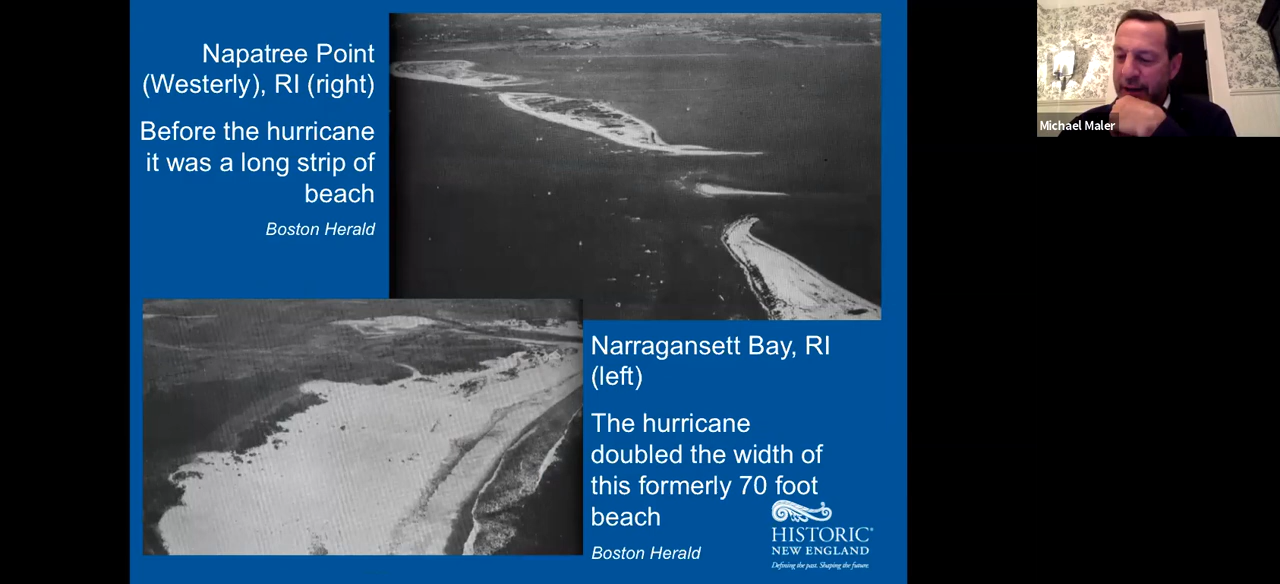 Napatree Point
(Westerly), RI (right)
Before the hurricane
it was a long strip of
beach
Boston Herald
Michael Maler
Narragansett Bay, RI
(left)
The hurricane
doubled the width of
this formerly 70 foot
beach
Boston Herald
HISTORIC
NEW ENGLAND
Defining the past. Shaping the future.